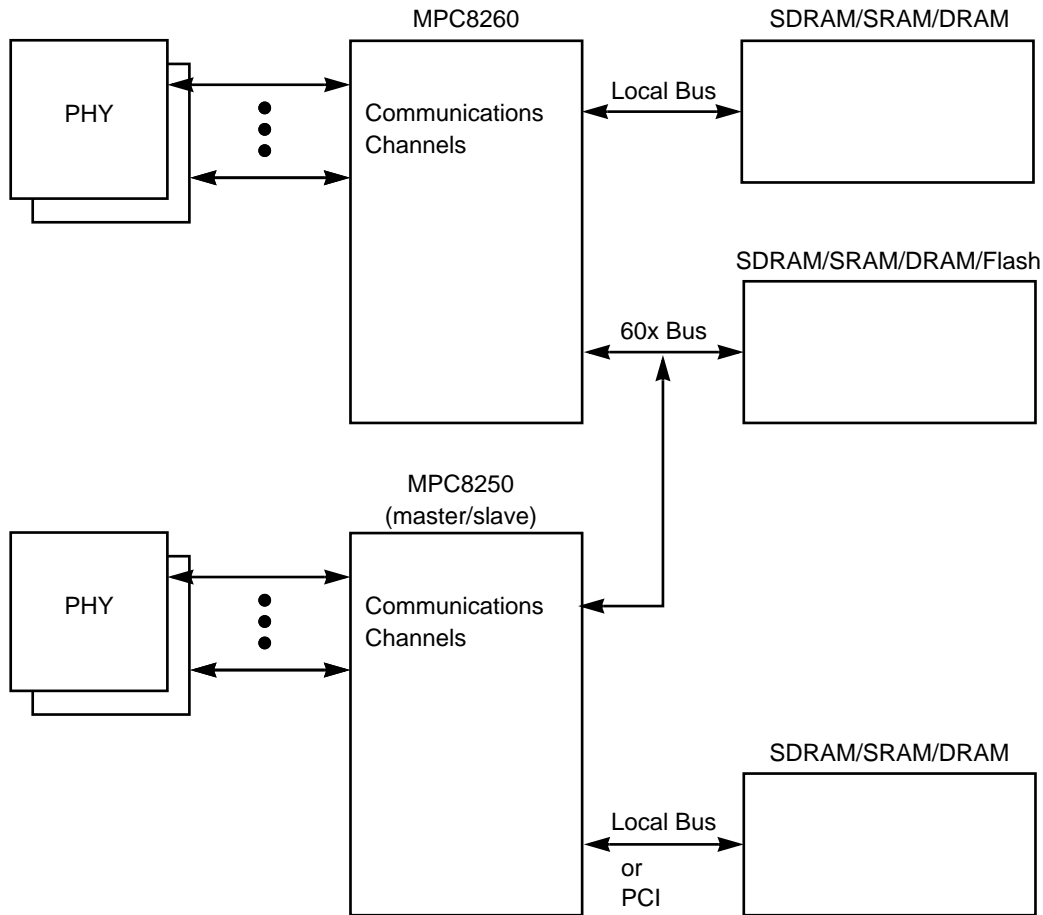 MPC8260
SDRAM/SRAM/DRAM
PHY
Communications
Channels
Local Bus
SDRAM/SRAM/DRAM/Flash
60x Bus
MPC8250
(master/slave)
PHY
Communications
Channels
SDRAM/SRAM/DRAM
Local Bus
or
PCI